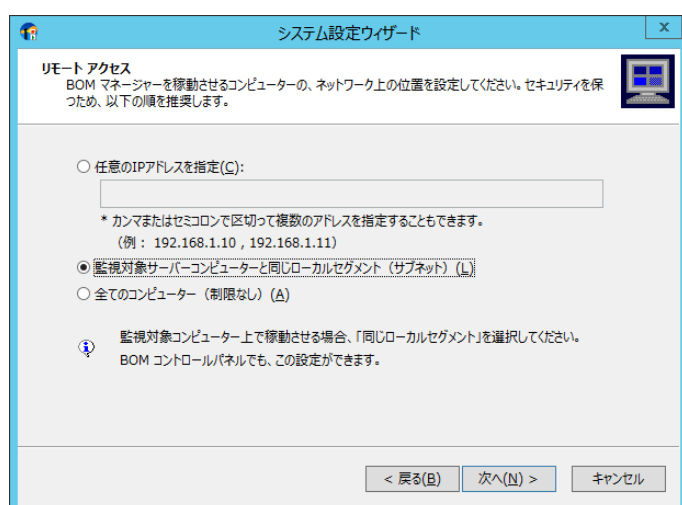 システム設定ウィザード
x
リモート アクセス
BOM マネージャーを稼動させるコンピューターの、ネットワーク上の位置を設定してください。セキュリティを保
つため、以下の順を推奨します。
任意のIPアドレスを指定(C):
* カンマまたはセミコロンで区切って複数のアドレスを指定することもできます。
（例： 192.168.1.10 , 192.168.1.11）
監視対象サーバーコンピューターと同じローカルセグメント（サブネット）(L)
全てのコンピューター（制限なし）(A)
監視対象コンピューター上で稼動させる場合、「同じローカルセグメント」を選択してください。
BOM コントロールパネルでも、この設定ができます。
< 戻る(B) 次へ(N) > キャンセル